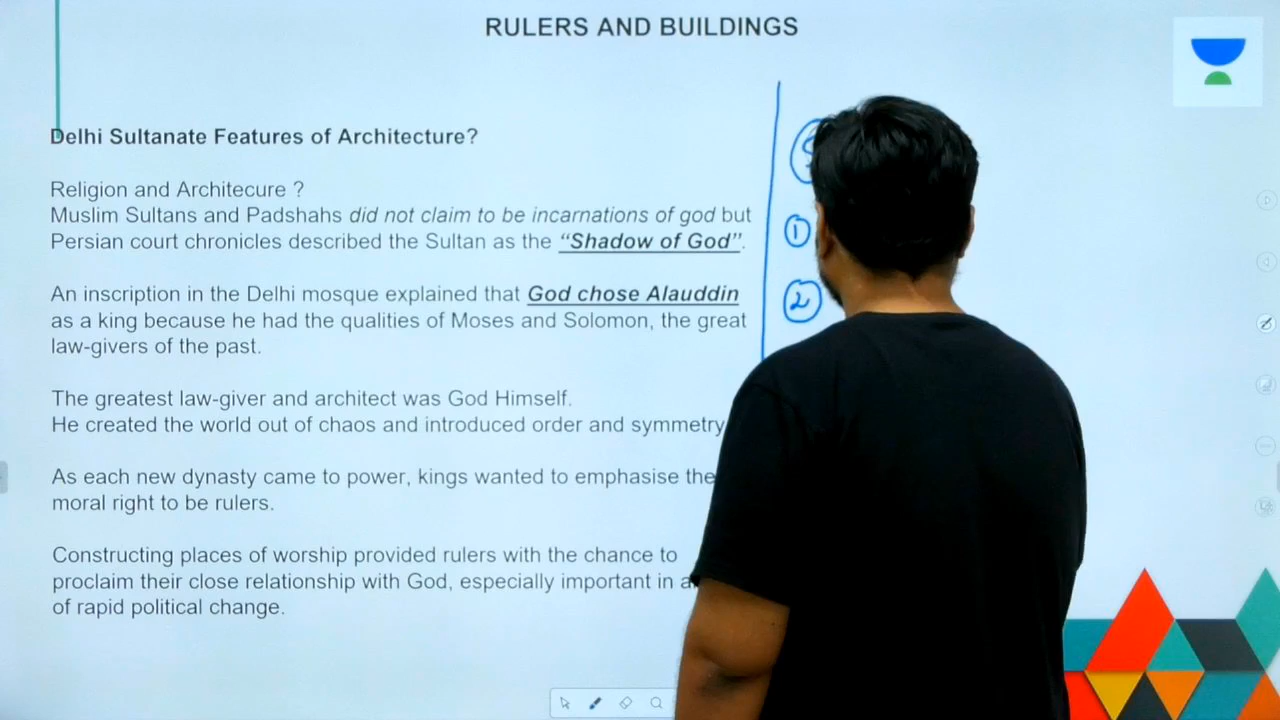 RULERS AND BUILDINGS
Delhi Sultanate Features of Architecture?
Religion and Architecure ?
Muslim Sultans and Padshahs did not claim to be incarnations of god but
Persian court chronicles described the Sultan as the “Shadow of God”.
An inscription in the Delhi mosque explained that God chose Alauddin
as a king because he had the qualities of Moses and Solomon, the great
law-givers of the past.
The greatest law-giver and architect was God Himself.
He created the world out of chaos and introduced order and symmetry
As each new dynasty came to power, kings wanted to emphasise the
moral right to be rulers.
Constructing places of worship provided rulers with the chance to
proclaim their close relationship with God, especially important in
of rapid political change.
1
2